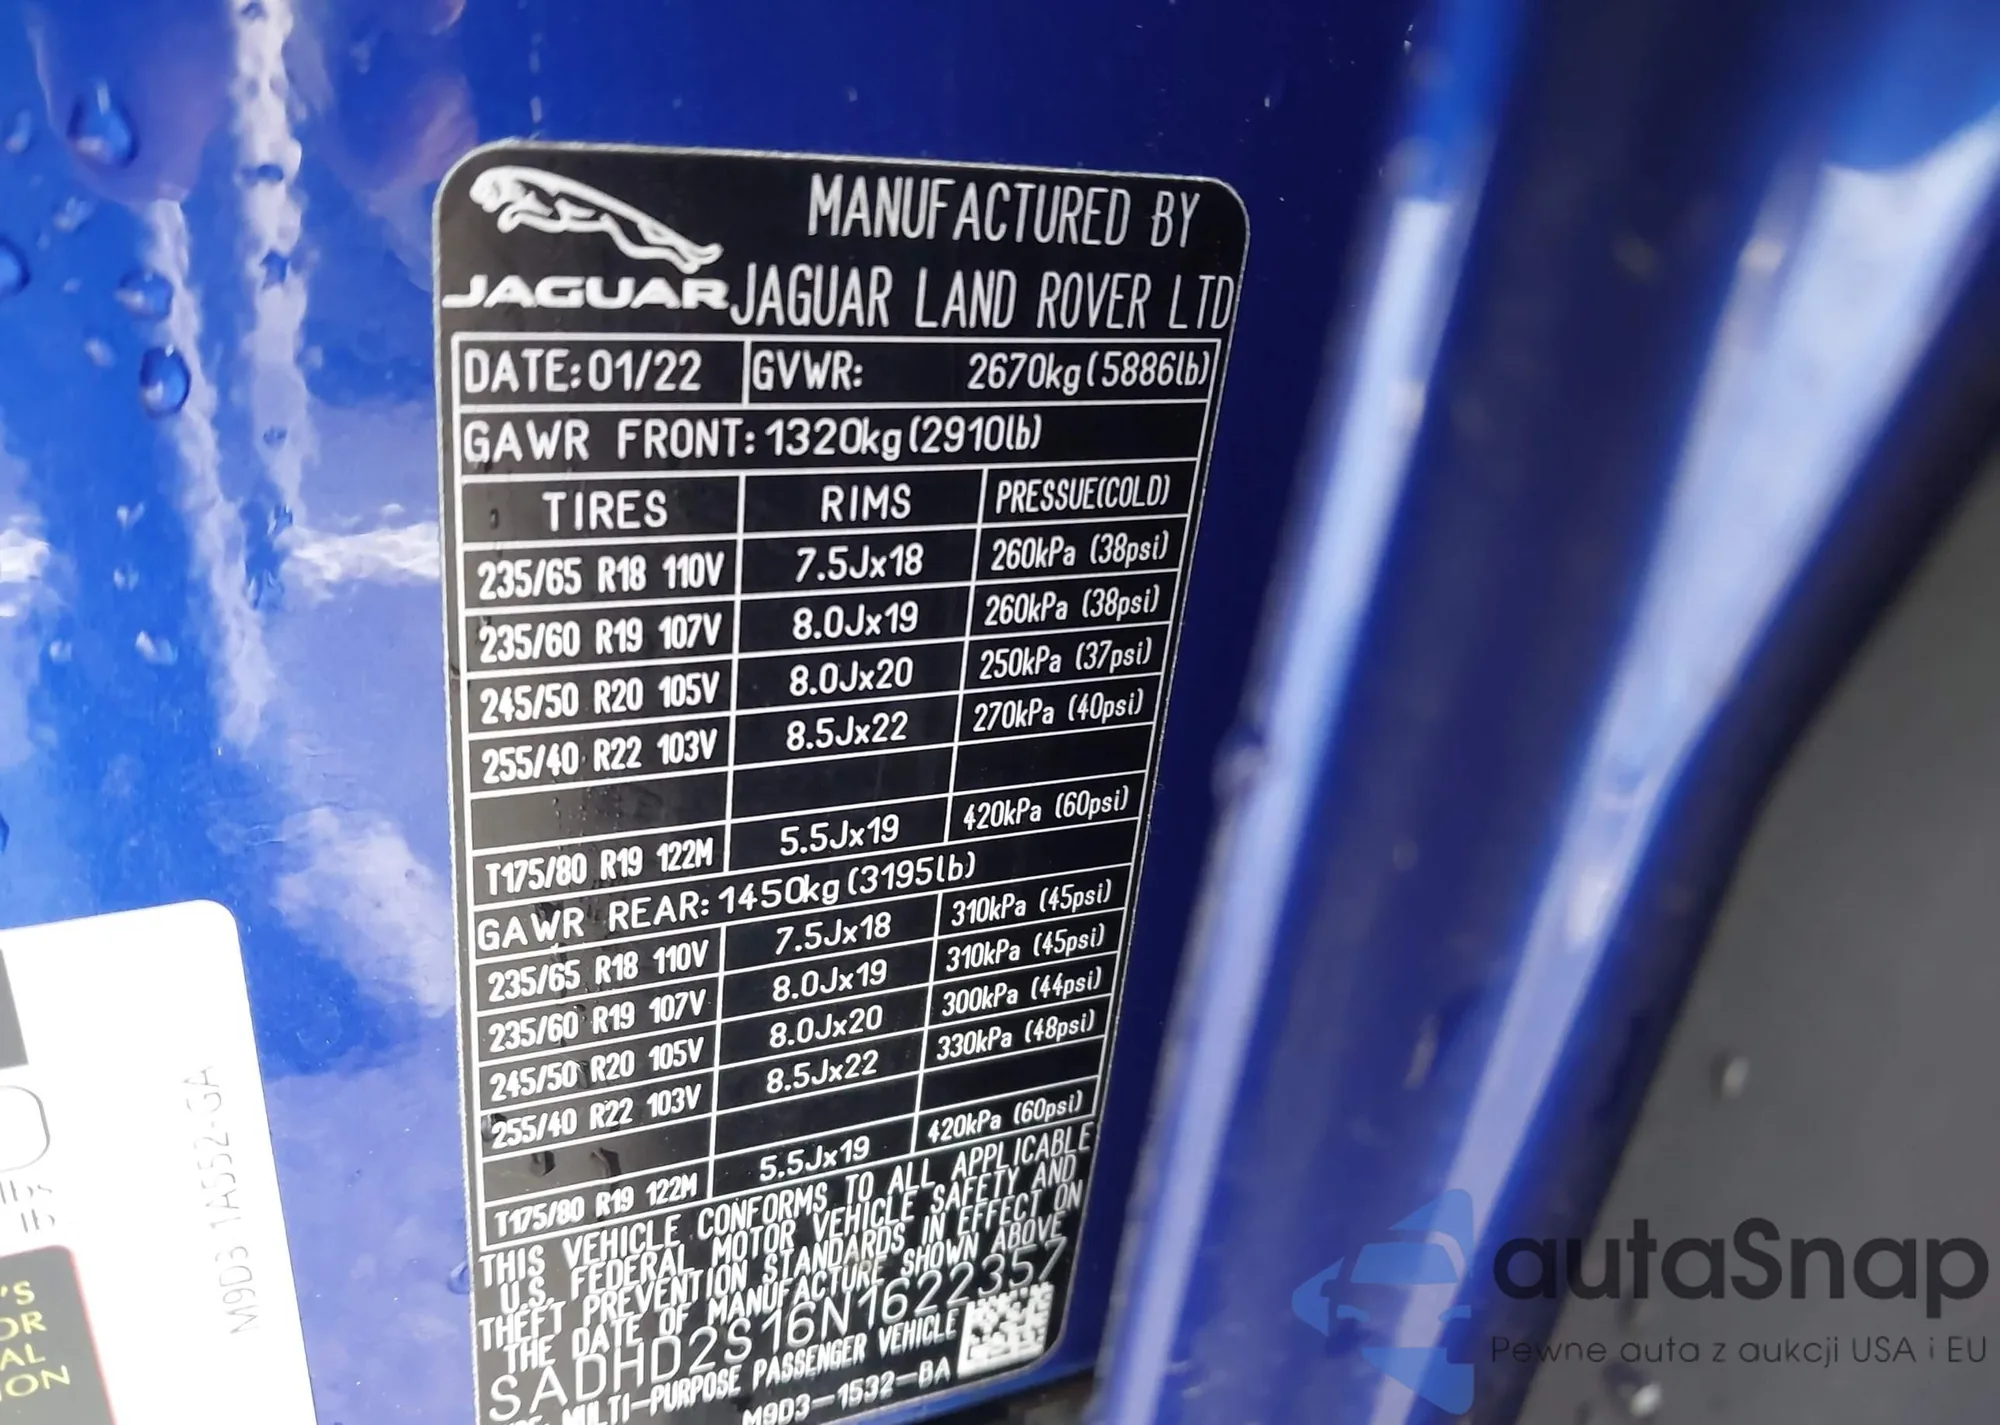 JAGUAR
MANUFACTURED BY
JAGUAR LAND ROVER LTD
DATE:01/22 GVWR: 2670kg(5886lb)
GAWR FRONT:1320kg(2910lb)
TIRES RIMS PRESSUE(COLD)
235/65 R18 110V 7.5Jx18 260kPa (38psi)
235/60 R19 107V 8.0Jx19 260kPa (38psi)
245/50 R20 105V 8.0Jx20 250kPa (37psi)
255/40 R22 103V 8.5Jx22 270kPa (40psi)
T175/80 R19 122M 5.5Jx19 420kPa (60psi)
GAWR REAR:1450kg(3195lb)
235/65 R18 110V 7.5Jx18 310kPa (45psi)
235/60 R19 107V 8.0Jx19 310kPa (45psi)
245/50 R20 105V 8.0Jx20 300kPa (44psi)
255/40 R22 103V 8.5Jx22 330kPa (48psi)
T175/80 R19 122M 5.5Jx19 420kPa (60psi)
THIS VEHICLE CONFORMS TO ALL APPLICABLE
U.S. FEDERAL MOTOR VEHICLE SAFETY AND
THEFT PREVENTION STANDARDS IN EFFECT ON
THE DATE OF MANUFACTURE SHOWN ABOVE
SADHD2S16N1622357
MULTI-PURPOSE PASSENGER VEHICLE
M9D3-1532-BA
M9D3 1A552-GA
autaSnap
Pewne auta z aukcji USA i EU